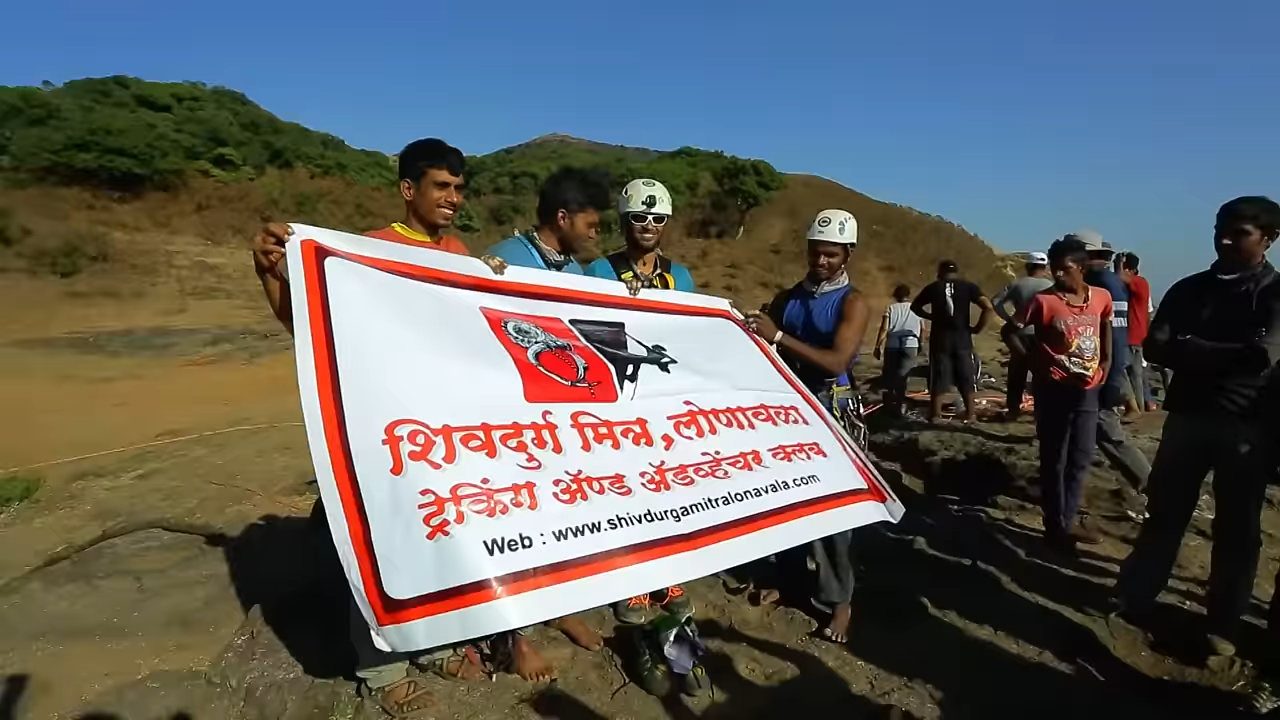 शिवदुर्ग मित्र, लोणावळा
ट्रेकिंग ॲण्ड ॲडव्हेंचर क्लब
Web : www.shivdurgamitralonavala.com